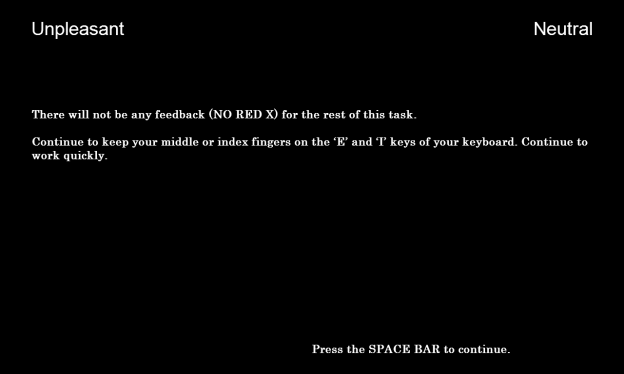 Unpleasant
Neutral
There will not be any feedback (NO RED X) for the rest of this task.
Continue to keep your middle or index fingers on the ‘E’ and ‘I’ keys of your keyboard. Continue to
work quickly.
Press the SPACE BAR to continue.